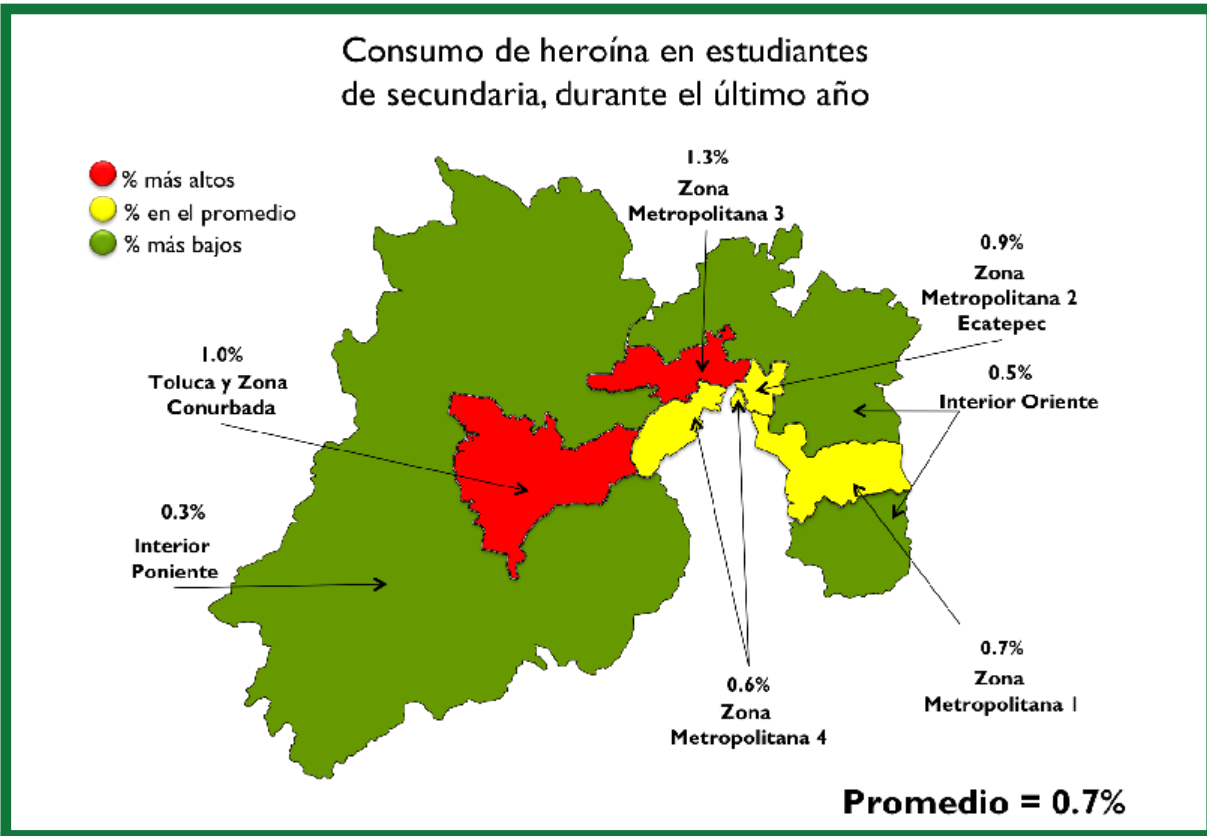 Consumo de heroína en estudiantes
de secundaria, durante el último año
% más altos
% en el promedio
% más bajos
1.3%
Zona
Metropolitana 3
0.9%
Zona
Metropolitana 2
Ecatepec
1.0%
Toluca y Zona
Conurbada
0.5%
Interior Oriente
0.3%
Interior
Poniente
0.7%
Zona
Metropolitana 1
0.6%
Zona
Metropolitana 4
Promedio = 0.7%